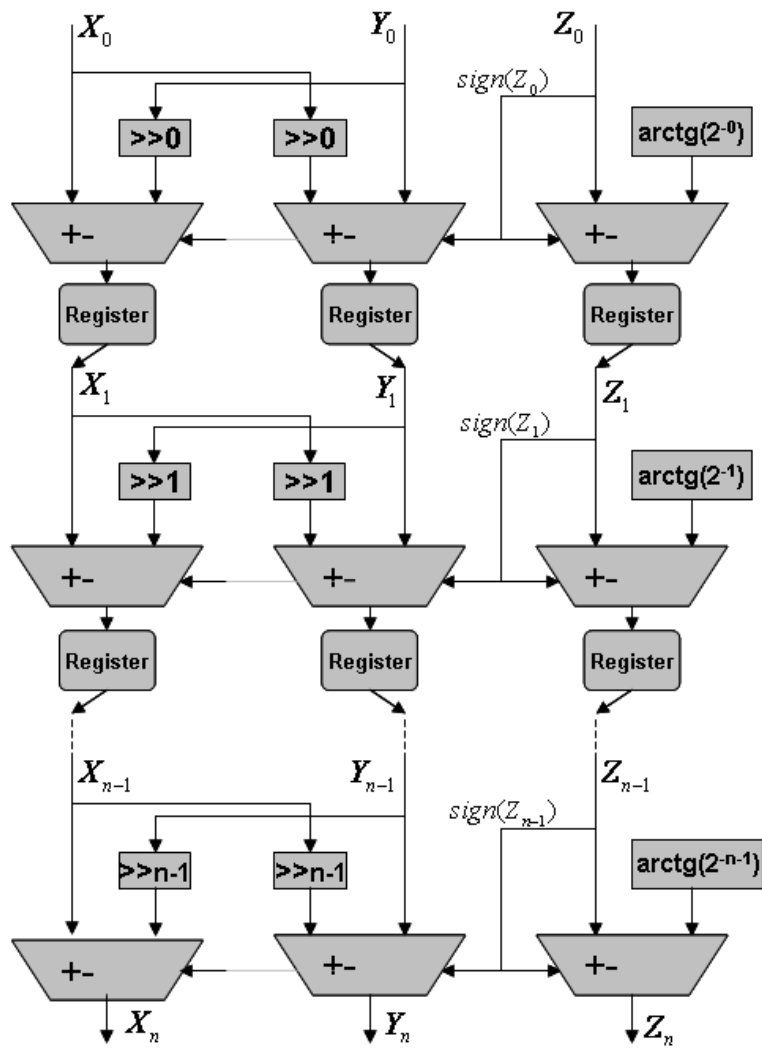 X₀ Y₀ Z₀
sign(Z₀)
>>0 >>0 arctg(2⁻⁰)
+- +- +-
Register Register Register
X₁ Y₁ Z₁
sign(Z₁)
>>1 >>1 arctg(2⁻¹)
+- +- +-
Register Register Register
Xₙ₋₁ Yₙ₋₁ Zₙ₋₁
sign(Zₙ₋₁)
>>n-1 >>n-1 arctg(2⁻ⁿ⁻¹)
+- +- +-
Xₙ Yₙ Zₙ